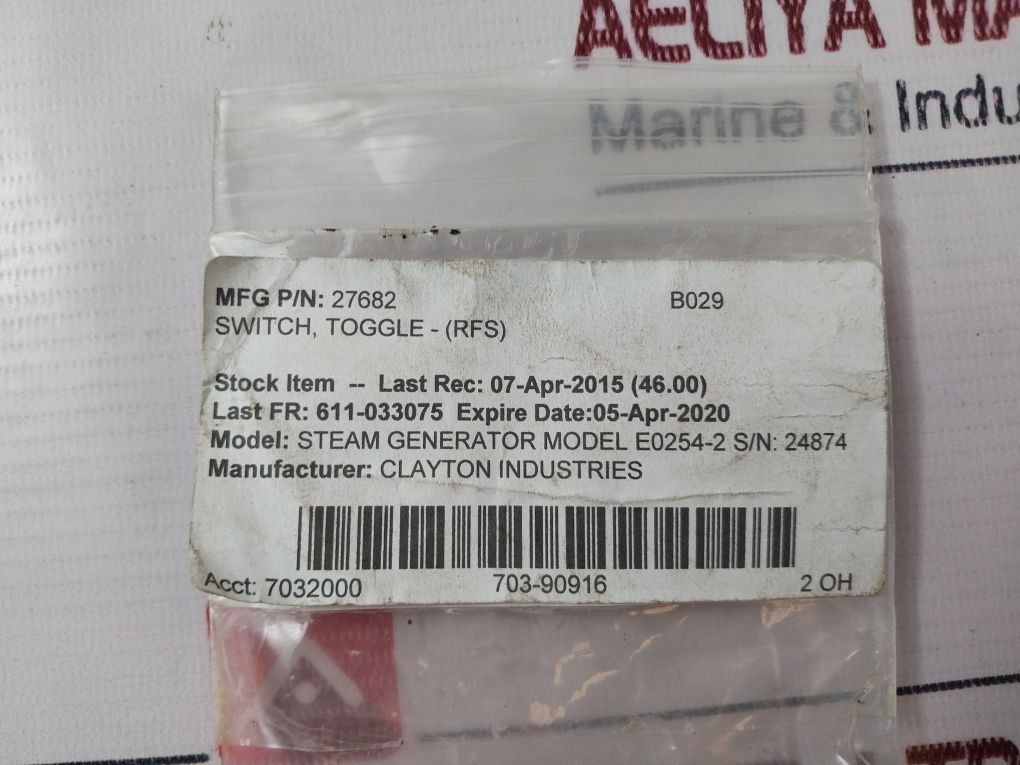 AELIYA MA
Marine & Indu
MFG P/N: 27682 B029
SWITCH, TOGGLE - (RFS)
Stock Item -- Last Rec: 07-Apr-2015 (46.00)
Last FR: 611-033075 Expire Date:05-Apr-2020
Model: STEAM GENERATOR MODEL E0254-2 S/N: 24874
Manufacturer: CLAYTON INDUSTRIES
Acct: 7032000 703-90916 2 OH